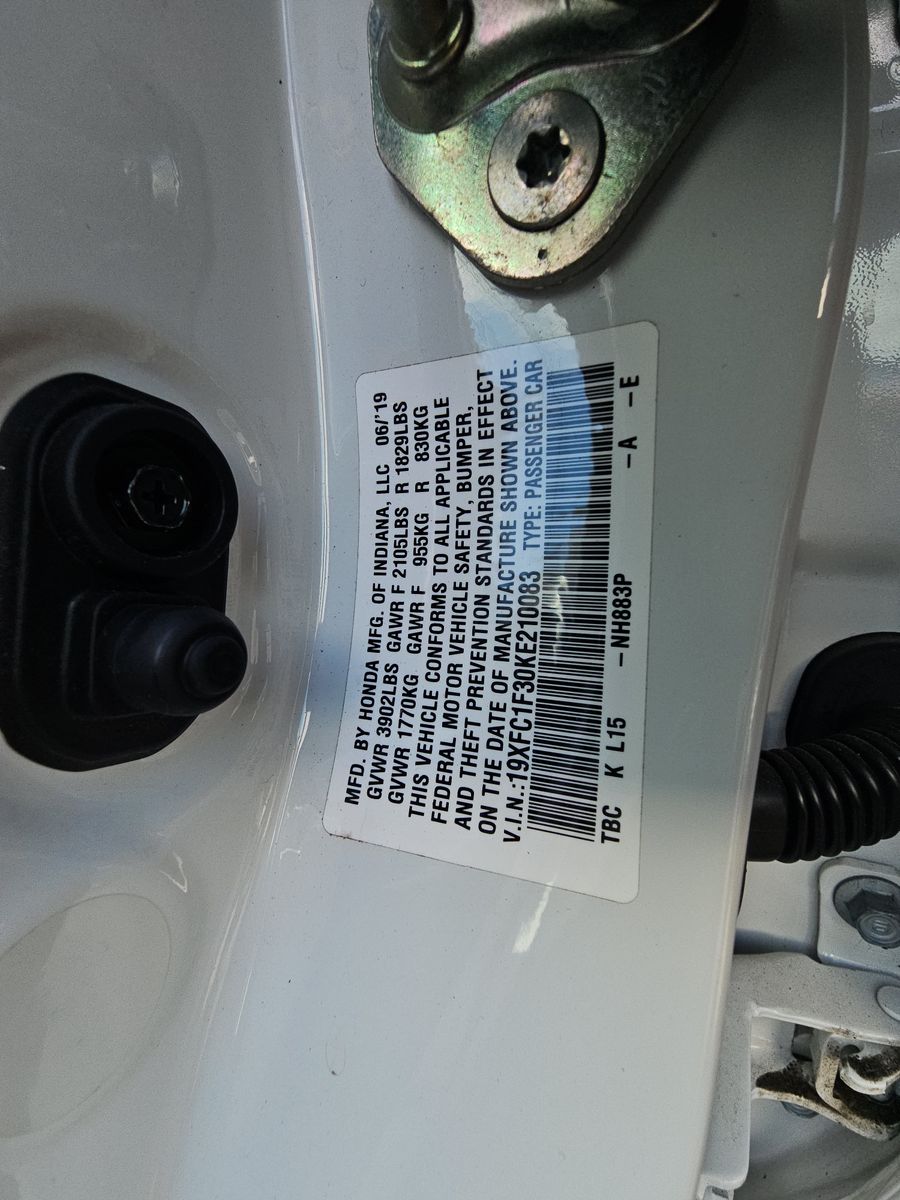 MFD. BY HONDA MFG. OF INDIANA, LLC 06/'19
GVWR 3902LBS GAWR F 2105LBS R 1829LBS
GVWR 1770KG GAWR F 955KG R 830KG
THIS VEHICLE CONFORMS TO ALL APPLICABLE
FEDERAL MOTOR VEHICLE SAFETY, BUMPER,
AND THEFT PREVENTION STANDARDS IN EFFECT
ON THE DATE OF MANUFACTURE SHOWN ABOVE.
V.I.N.:19XFC1F30KE210083 TYPE: PASSENGER CAR
TBC K L15 -NH883P -A -E